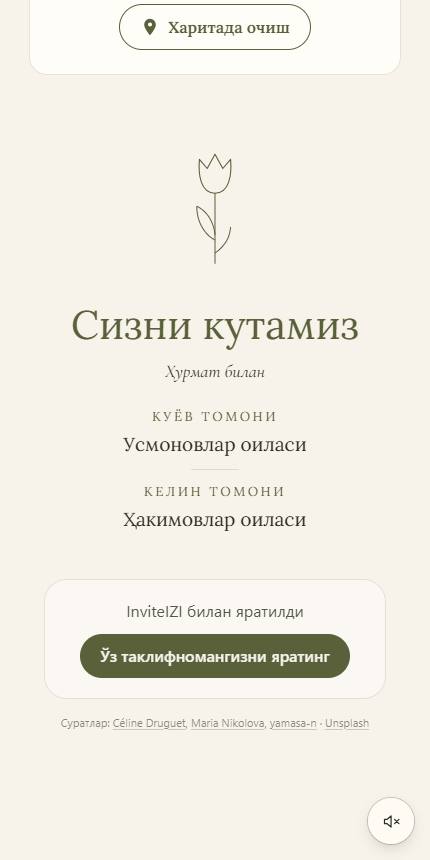 Харитада очиш
Сизни кутамиз
Ҳурмат билан
КУЁВ ТОМОНИ
Усмоновлар оиласи
КЕЛИН ТОМОНИ
Ҳакимовлар оиласи
InviteIZI билан яратилди
Ўз таклифномангизни яратинг
Суратлар: Céline Druguet, Maria Nikolova, yamasa-n · Unsplash